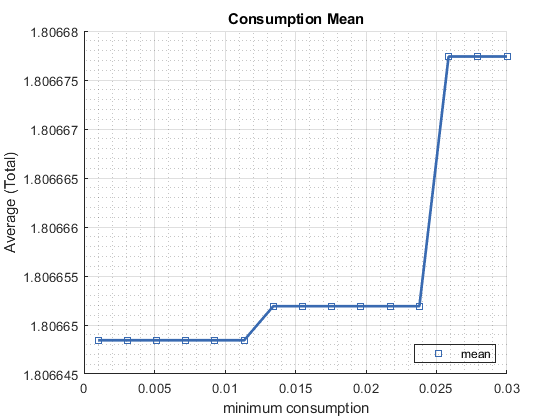 Consumption Mean
1.80668
1.806675
1.80667
1.806665
1.80666
1.806655
1.80665
1.806645
Average (Total)
mean
0 0.005 0.01 0.015 0.02 0.025 0.03
minimum consumption